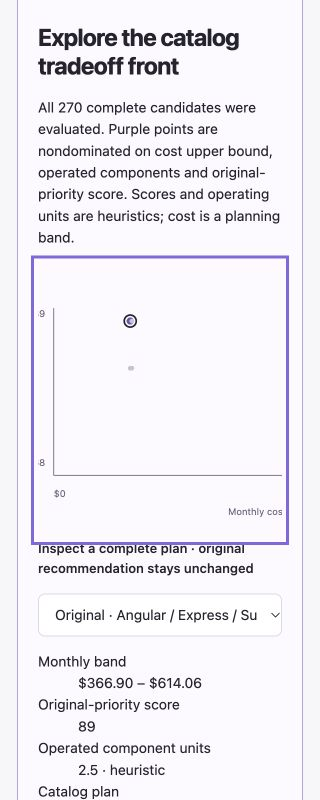 Explore the catalog
tradeoff front
All 270 complete candidates were
evaluated. Purple points are
nondominated on cost upper bound,
operated components and original-
priority score. Scores and operating
units are heuristics; cost is a planning
band.
9
8
$0
Monthly cos
Inspect a complete plan · original
recommendation stays unchanged
Original · Angular / Express / Su
Monthly band
$366.90 – $614.06
Original-priority score
89
Operated component units
2.5 · heuristic
Catalog plan